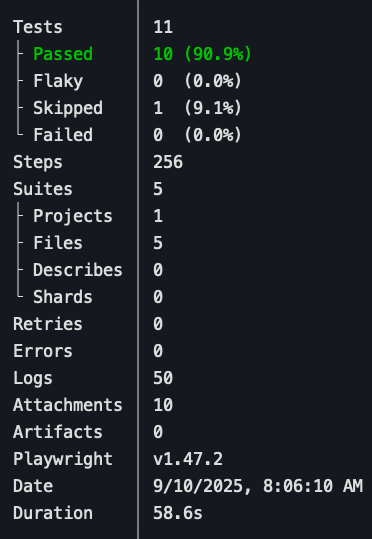 Tests 11
├ Passed 10 (90.9%)
├ Flaky 0 (0.0%)
├ Skipped 1 (9.1%)
└ Failed 0 (0.0%)
Steps 256
Suites 5
├ Projects 1
├ Files 5
├ Describes 0
└ Shards 0
Retries 0
Errors 0
Logs 50
Attachments 10
Artifacts 0
Playwright v1.47.2
Date 9/10/2025, 8:06:10 AM
Duration 58.6s